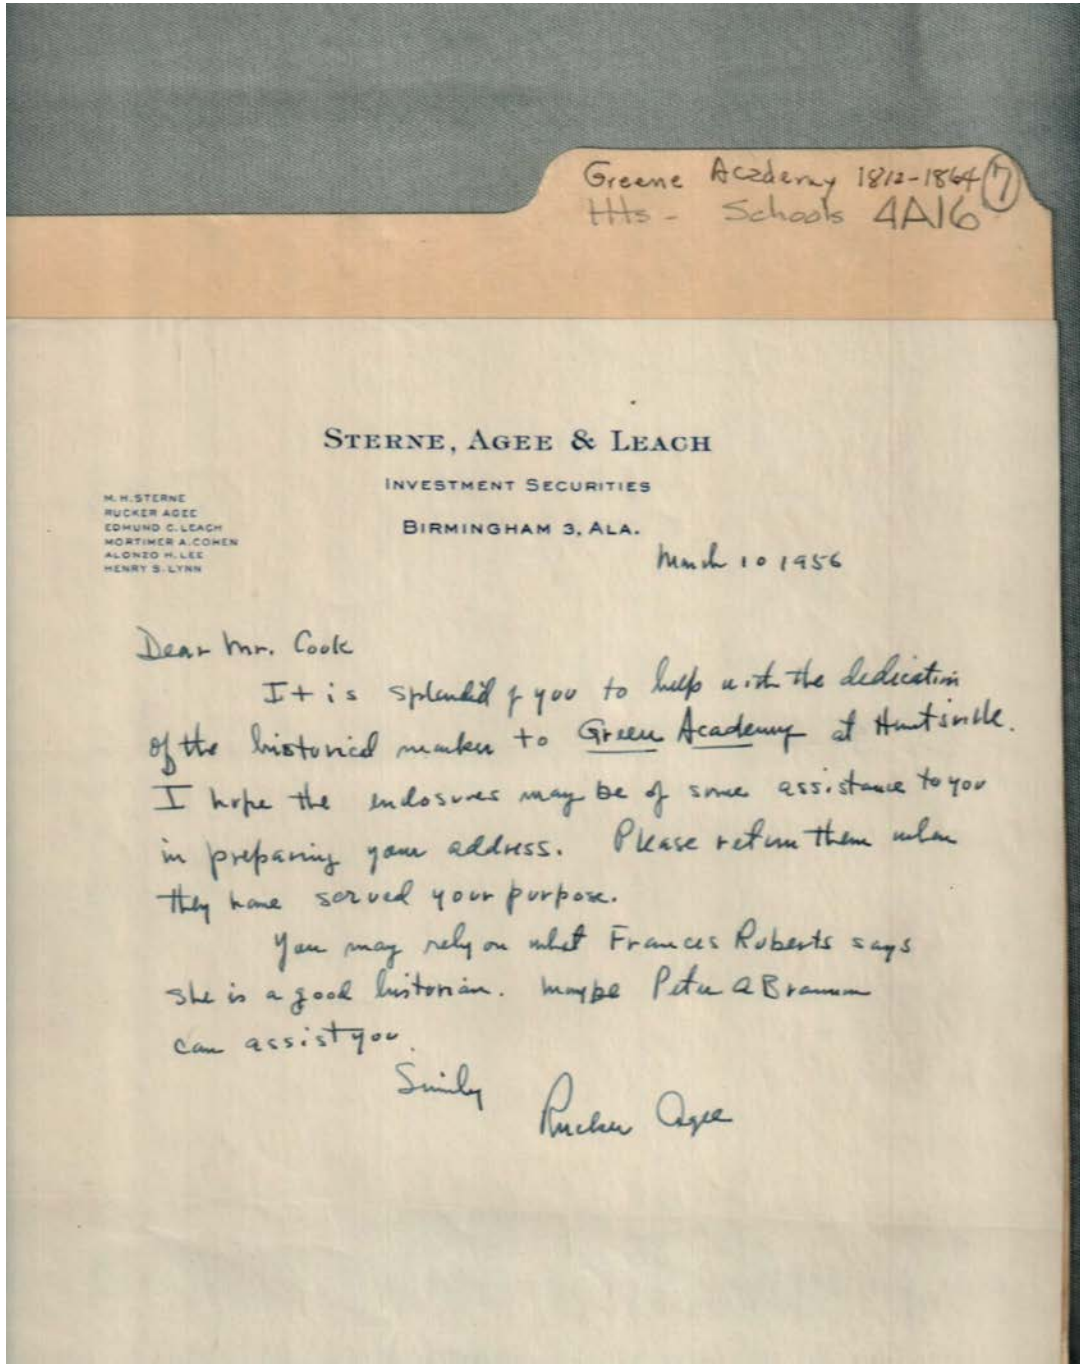 Greene Academy 1812-1864 7
Hts - Schools 4A16
STERNE, AGEE & LEACH
INVESTMENT SECURITIES
BIRMINGHAM 3, ALA.
M. H. STERNE
RUCKER AGEE
EDMUND C. LEACH
MORTIMER A. COHEN
ALONZO H. LEE
HENRY S. LYNN
March 10 1956
Dear Mr. Cook
It is splendid of you to help with the dedication
of the historical marker to Green Academy at Huntsville.
I hope the enclosures may be of some assistance to you
in preparing your address. Please return them when
they have served your purpose.
You may rely on what Frances Roberts says
she is a good historian. Maybe Peter A Brannon
can assist you.
Sincerely
Rucker Agee